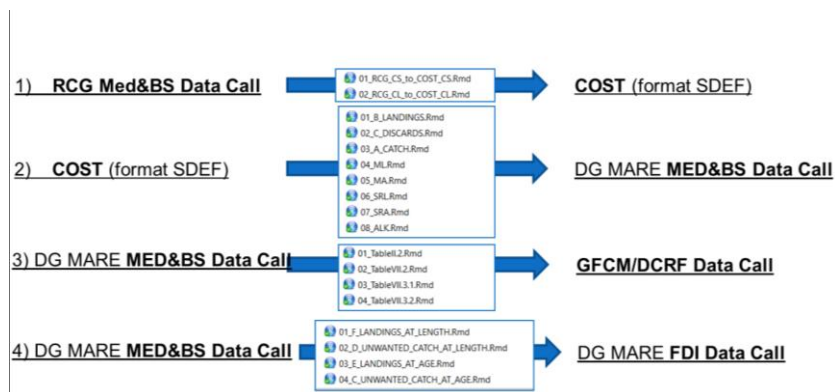 1) RCG Med&BS Data Call
01_RCG_CS_to_COST_CS.Rmd
02_RCG_CL_to_COST_CL.Rmd
COST (format SDEF)
2) COST (format SDEF)
01_B_LANDINGS.Rmd
02_C_DISCARDS.Rmd
03_A_CATCH.Rmd
04_ML.Rmd
05_MA.Rmd
06_SRL.Rmd
07_SRA.Rmd
08_ALK.Rmd
DG MARE MED&BS Data Call
3) DG MARE MED&BS Data Call
01_TableII.2.Rmd
02_TableVII.2.Rmd
03_TableVII.3.1.Rmd
04_TableVII.3.2.Rmd
GFCM/DCRF Data Call
4) DG MARE MED&BS Data Call
01_F_LANDINGS_AT_LENGTH.Rmd
02_D_UNWANTED_CATCH_AT_LENGTH.Rmd
03_E_LANDINGS_AT_AGE.Rmd
04_C_UNWANTED_CATCH_AT_AGE.Rmd
DG MARE FDI Data Call